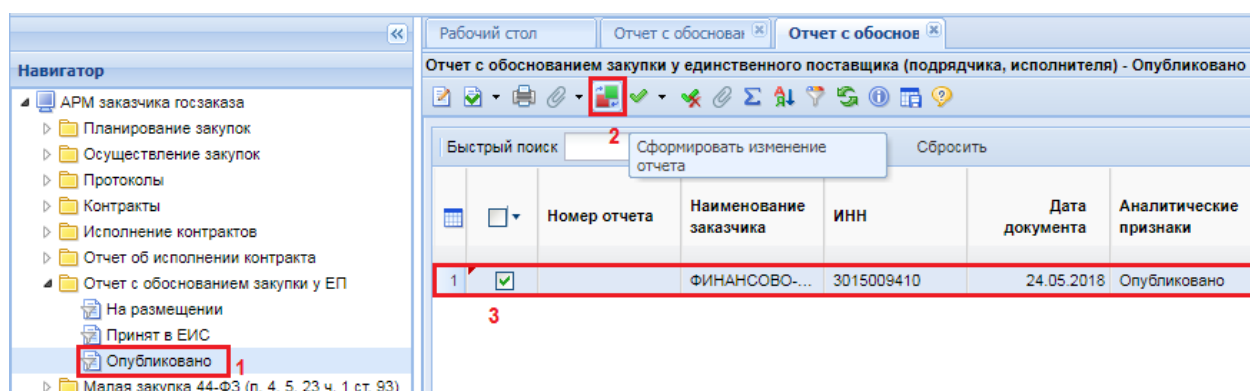 Рабочий стол
Отчет с обоснован
Отчет с обоснов
Навигатор
Отчет с обоснованием закупки у единственного поставщика (подрядчика, исполнителя) - Опубликовано
АРМ заказчика госзаказа
Планирование закупок
Осуществление закупок
Протоколы
Контракты
Исполнение контрактов
Отчет об исполнении контракта
Отчет с обоснованием закупки у ЕП
На размещении
Принят в ЕИС
Опубликовано 1
Малая закупка 44-ФЗ (п. 4, 5, 23 ч. 1 ст. 93)
2
Быстрый поиск
Сформировать изменение
отчета
Сбросить
Номер отчета
Наименование
заказчика
ИНН
Дата
документа
Аналитические
признаки
1 ФИНАНСОВО-... 3015009410 24.05.2018 Опубликовано
3